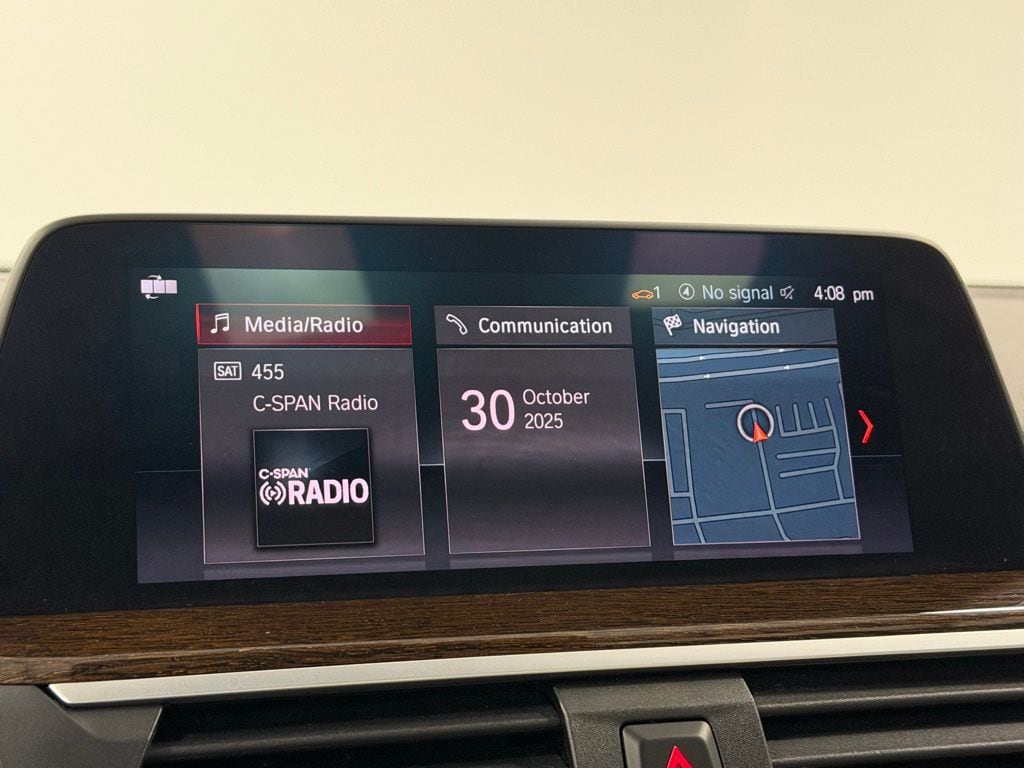 1 No signal 4:08 pm
Media/Radio
SAT 455
C-SPAN Radio
C-SPAN
RADIO
Communication
30 October
2025
Navigation